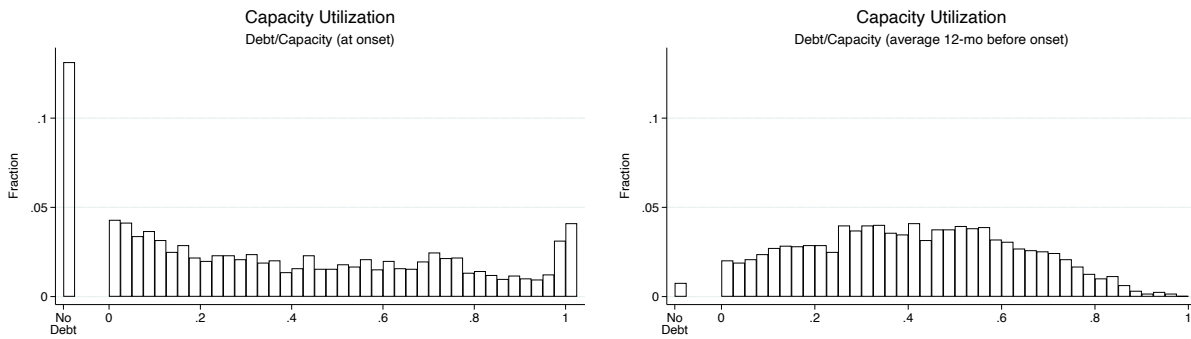 Capacity Utilization
Debt/Capacity (at onset)
Fraction
.1
.05
0
No
Debt
0
.2
.4
.6
.8
1
Capacity Utilization
Debt/Capacity (average 12-mo before onset)
Fraction
.1
.05
0
No
Debt
0
.2
.4
.6
.8
1